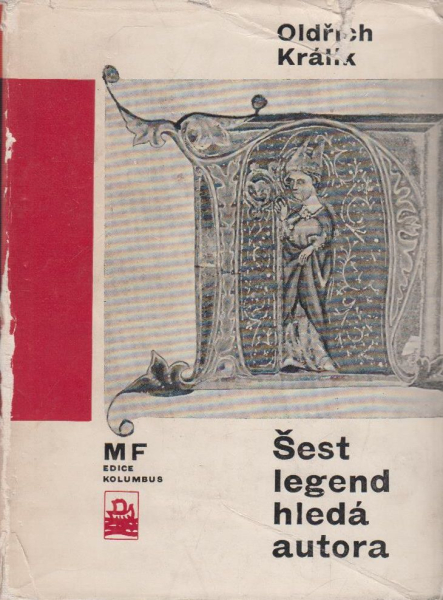 Oldřich
Králík
MF
EDICE
KOLUMBUS
Šest
legend
hledá
autora